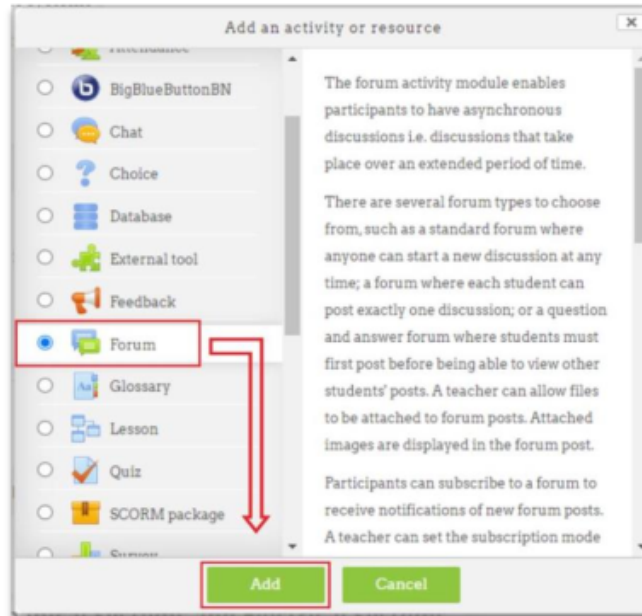 Add an activity or resource
Attendance
BigBlueButtonBN
Chat
Choice
Database
External tool
Feedback
Forum
Glossary
Lesson
Quiz
SCORM package
Survey
The forum activity module enables
participants to have asynchronous
discussions i.e. discussions that take
place over an extended period of time.
There are several forum types to choose
from, such as a standard forum where
anyone can start a new discussion at any
time; a forum where each student can
post exactly one discussion; or a question
and answer forum where students must
first post before being able to view other
students' posts. A teacher can allow files
to be attached to forum posts. Attached
images are displayed in the forum post.
Participants can subscribe to a forum to
receive notifications of new forum posts.
A teacher can set the subscription mode
Add
Cancel